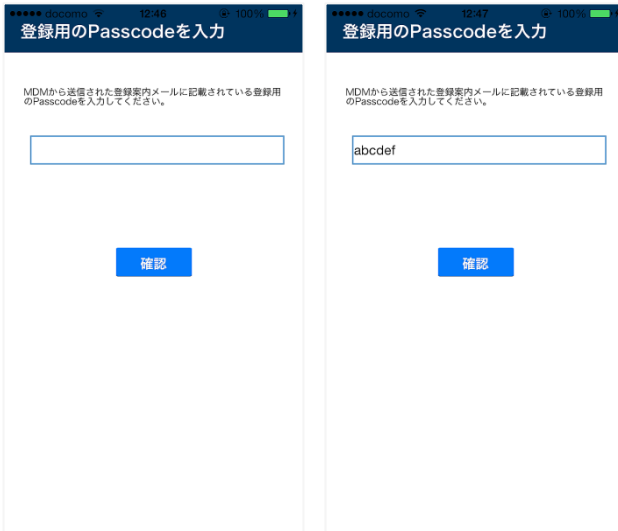 docomo 12:46 100%
登録用のPasscodeを入力
MDMから送信された登録案内メールに記載されている登録用
のPasscodeを入力してください。
確認
docomo 12:47 100%
登録用のPasscodeを入力
MDMから送信された登録案内メールに記載されている登録用
のPasscodeを入力してください。
abcdef
確認